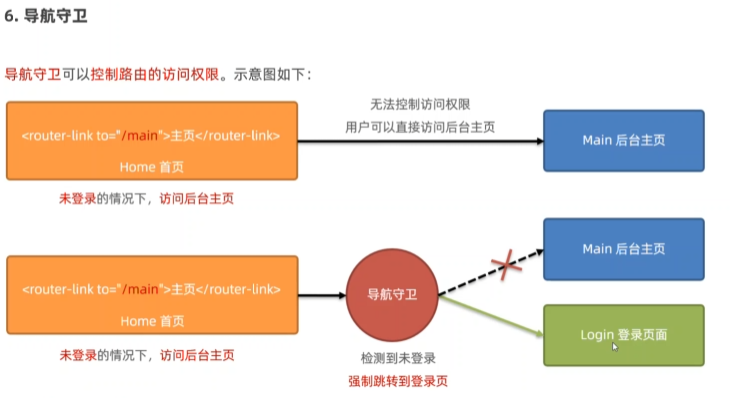 6. 导航守卫
导航守卫可以控制路由的访问权限。示意图如下：
<router-link to="/main">主页</router-link>
Home 首页
无法控制访问权限
用户可以直接访问后台主页
Main 后台主页
未登录的情况下，访问后台主页
<router-link to="/main">主页</router-link>
Home 首页
导航守卫
Main 后台主页
Login 登录页面
未登录的情况下，访问后台主页
检测到未登录
强制跳转到登录页